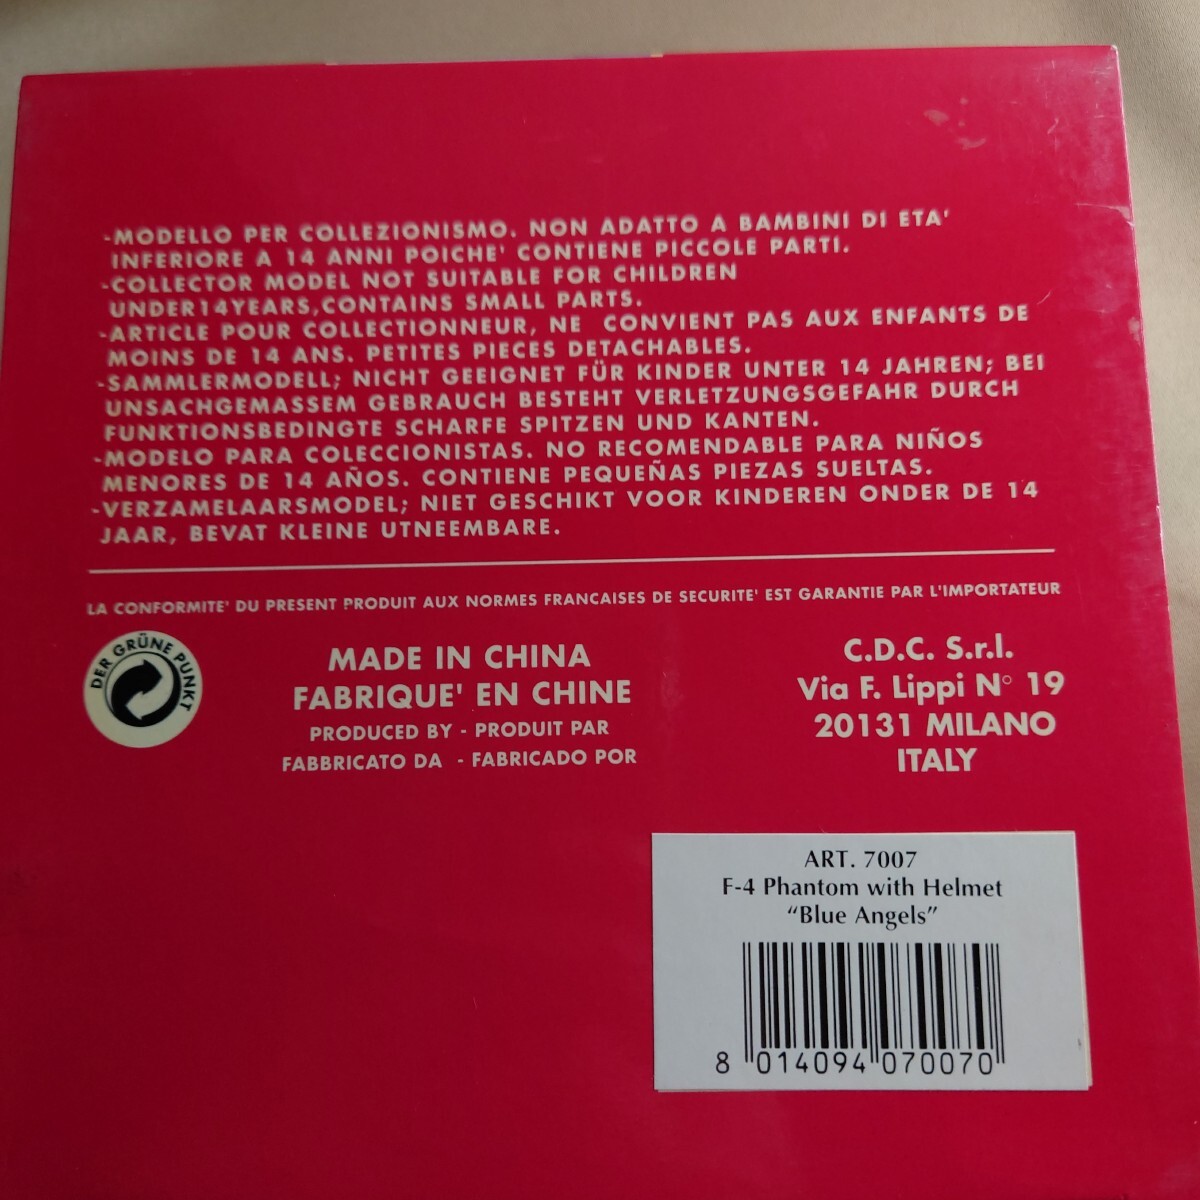 -MODELLO PER COLLEZIONISMO. NON ADATTO A BAMBINI DI ETA'
INFERIORE A 14 ANNI POICHE' CONTIENE PICCOLE PARTI.
-COLLECTOR MODEL NOT SUITABLE FOR CHILDREN
UNDER14YEARS,CONTAINS SMALL PARTS.
-ARTICLE POUR COLLECTIONNEUR, NE CONVIENT PAS AUX ENFANTS DE
MOINS DE 14 ANS. PETITES PIECES DETACHABLES.
-SAMMLERMODELL; NICHT GEEIGNET FÜR KINDER UNTER 14 JAHREN; BEI
UNSACHGEMASSEM GEBRAUCH BESTEHT VERLETZUNGSGEFAHR DURCH
FUNKTIONSBEDINGTE SCHARFE SPITZEN UND KANTEN.
-MODELO PARA COLECCIONISTAS. NO RECOMENDABLE PARA NIÑOS
MENORES DE 14 AÑOS. CONTIENE PEQUEÑAS PIEZAS SUELTAS.
-VERZAMELAARSMODEL; NIET GESCHIKT VOOR KINDEREN ONDER DE 14
JAAR, BEVAT KLEINE UTNEEMBARE.
LA CONFORMITE' DU PRESENT PRODUIT AUX NORMES FRANCAISES DE SECURITE' EST GARANTIE PAR L'IMPORTATEUR
DER GRÜNE PUNKT
MADE IN CHINA
FABRIQUE' EN CHINE
PRODUCED BY - PRODUIT PAR
FABBRICATO DA - FABRICADO POR
C.D.C. S.r.l.
Via F. Lippi N° 19
20131 MILANO
ITALY
ART. 7007
F-4 Phantom with Helmet
“Blue Angels”
8 014094 070070